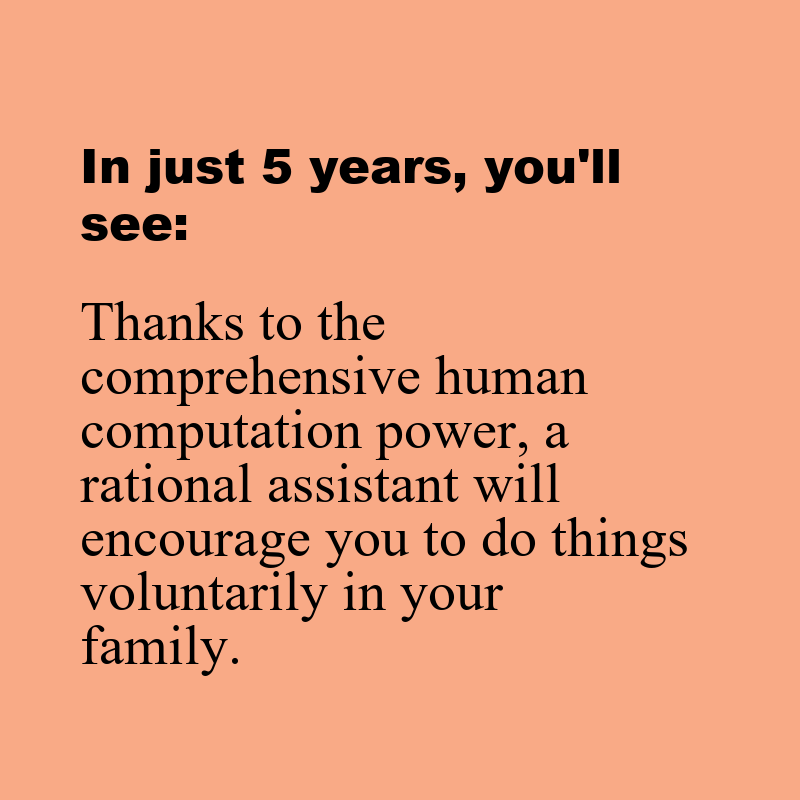 In just 5 years, you'll
see:
Thanks to the
comprehensive human
computation power, a
rational assistant will
encourage you to do things
voluntarily in your
family.